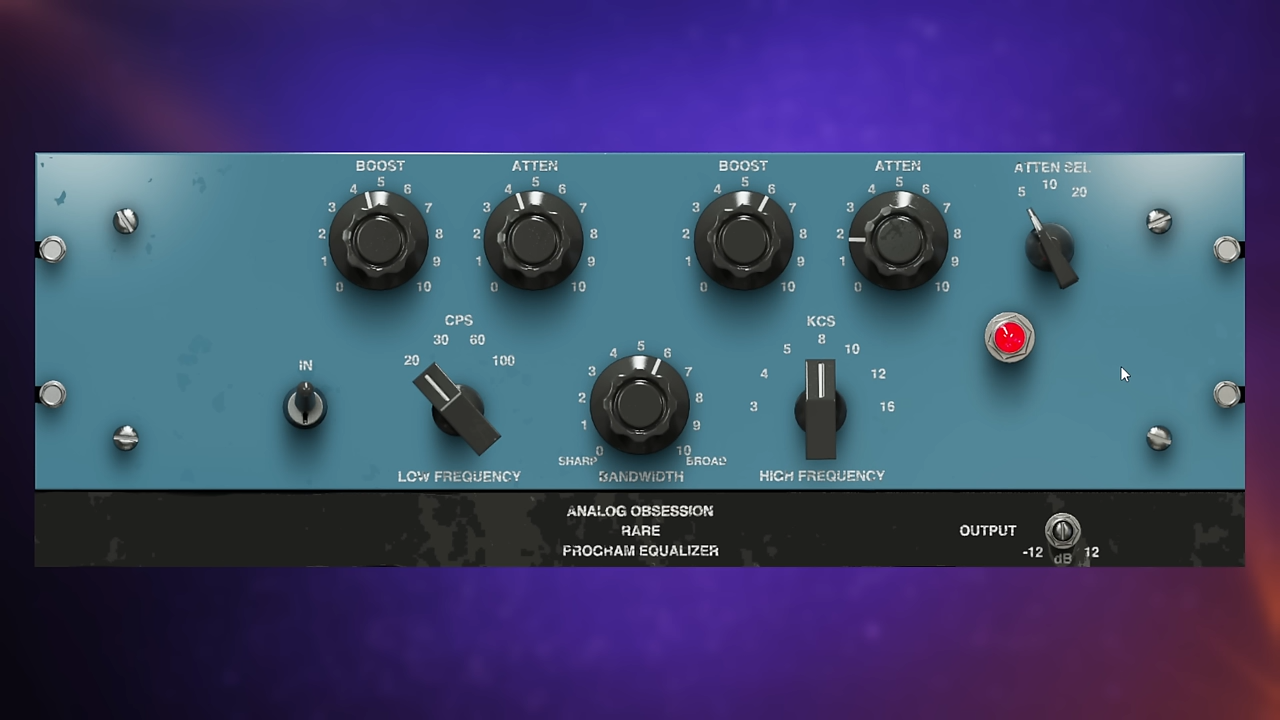 BOOST ATTEN BOOST ATTEN ATTEN SEL
0 1 2 3 4 5 6 7 8 9 10
0 1 2 3 4 5 6 7 8 9 10
0 1 2 3 4 5 6 7 8 9 10
0 1 2 3 4 5 6 7 8 9 10
5 10 20
IN
CPS
20 30 60 100
LOW FREQUENCY
0 1 2 3 4 5 6 7 8 9 10
SHARP BROAD
BANDWIDTH
KCS
3 4 5 8 10 12 16
HIGH FREQUENCY
ANALOG OBSESSION
RARE
PROGRAM EQUALIZER
OUTPUT
-12 dB 12